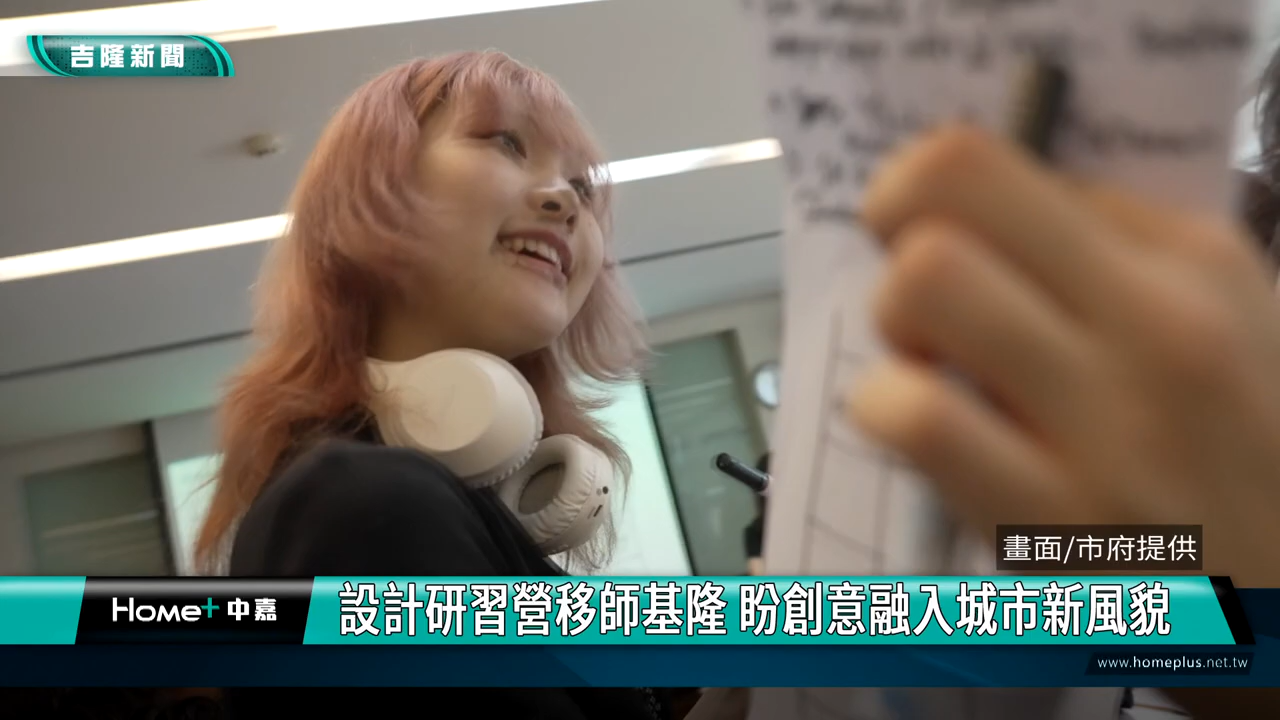 吉隆新聞
畫面/市府提供
Home+ 中嘉
設計研習營移師基隆 盼創意融入城市新風貌
www.homeplus.net.tw